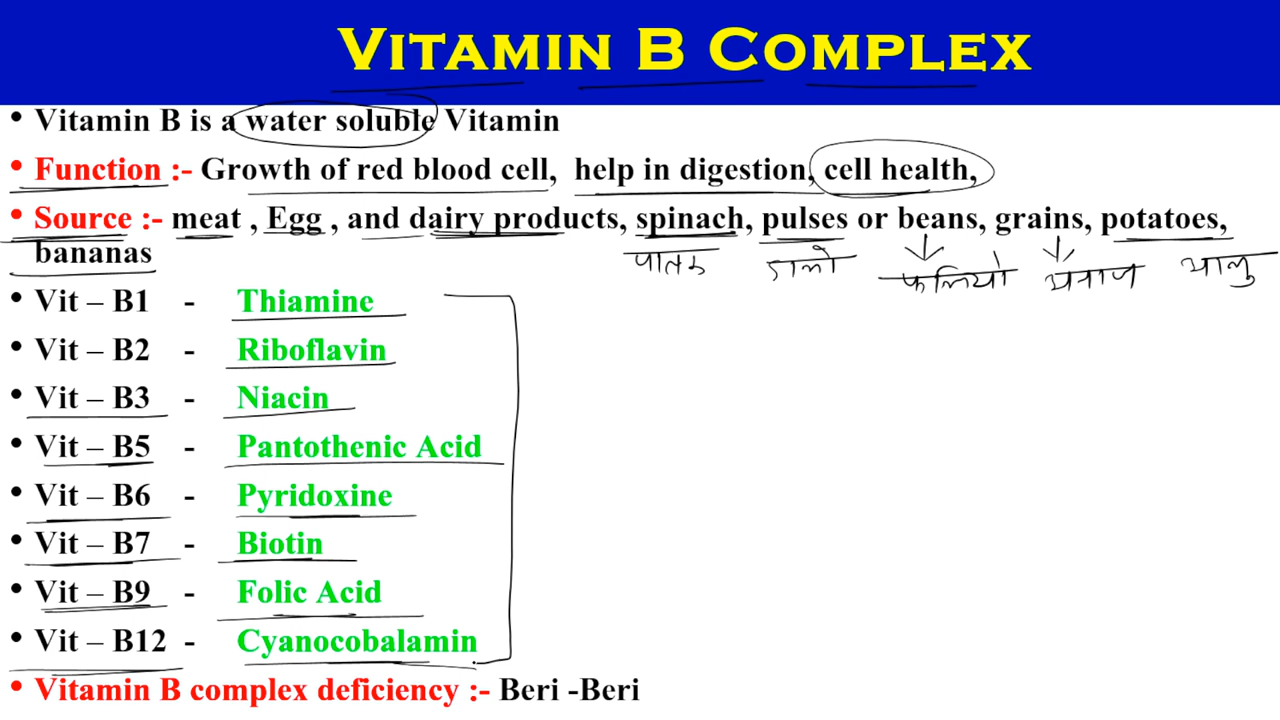 VITAMIN B COMPLEX
• Vitamin B is a water soluble Vitamin
• Function :- Growth of red blood cell, help in digestion, cell health,
• Source :- meat , Egg , and dairy products, spinach, pulses or beans, grains, potatoes,
bananas
पालक दालों फलियों अनाज आलु
• Vit – B1 - Thiamine
• Vit – B2 - Riboflavin
• Vit – B3 - Niacin
• Vit – B5 - Pantothenic Acid
• Vit – B6 - Pyridoxine
• Vit – B7 - Biotin
• Vit – B9 - Folic Acid
• Vit – B12 - Cyanocobalamin
• Vitamin B complex deficiency :- Beri -Beri